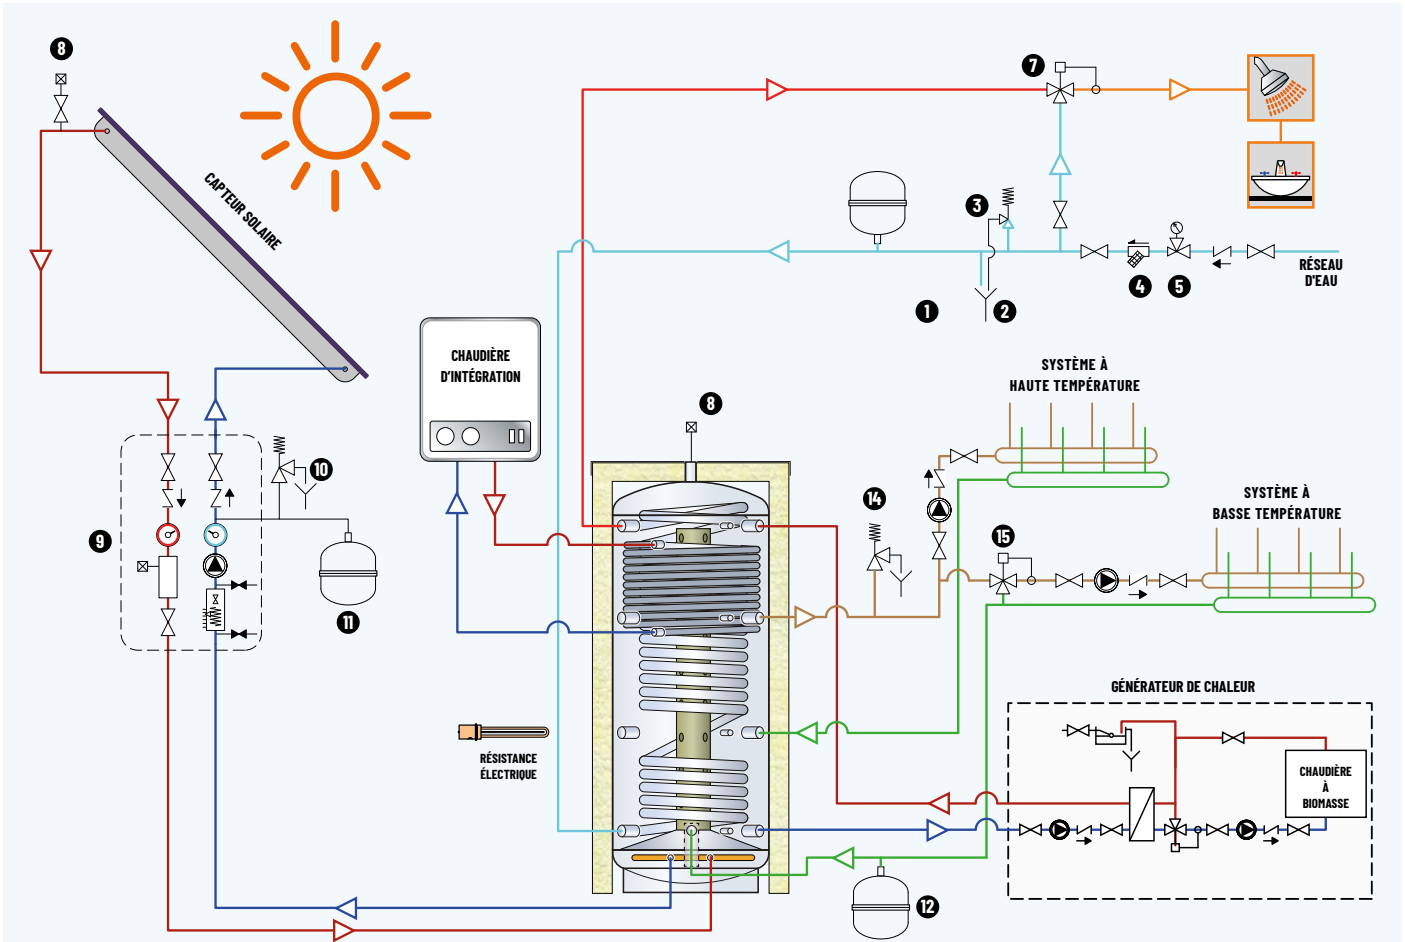 8
7
CAPTEUR SOLAIRE
3
4
5
RÉSEAU
D'EAU
1
2
CHAUDIÈRE
D'INTÉGRATION
SYSTÈME À
HAUTE TEMPÉRATURE
8
10
14
SYSTÈME À
BASSE TEMPÉRATURE
9
15
11
GÉNÉRATEUR DE CHALEUR
RÉSISTANCE
ÉLECTRIQUE
CHAUDIÈRE
À
BIOMASSE
12